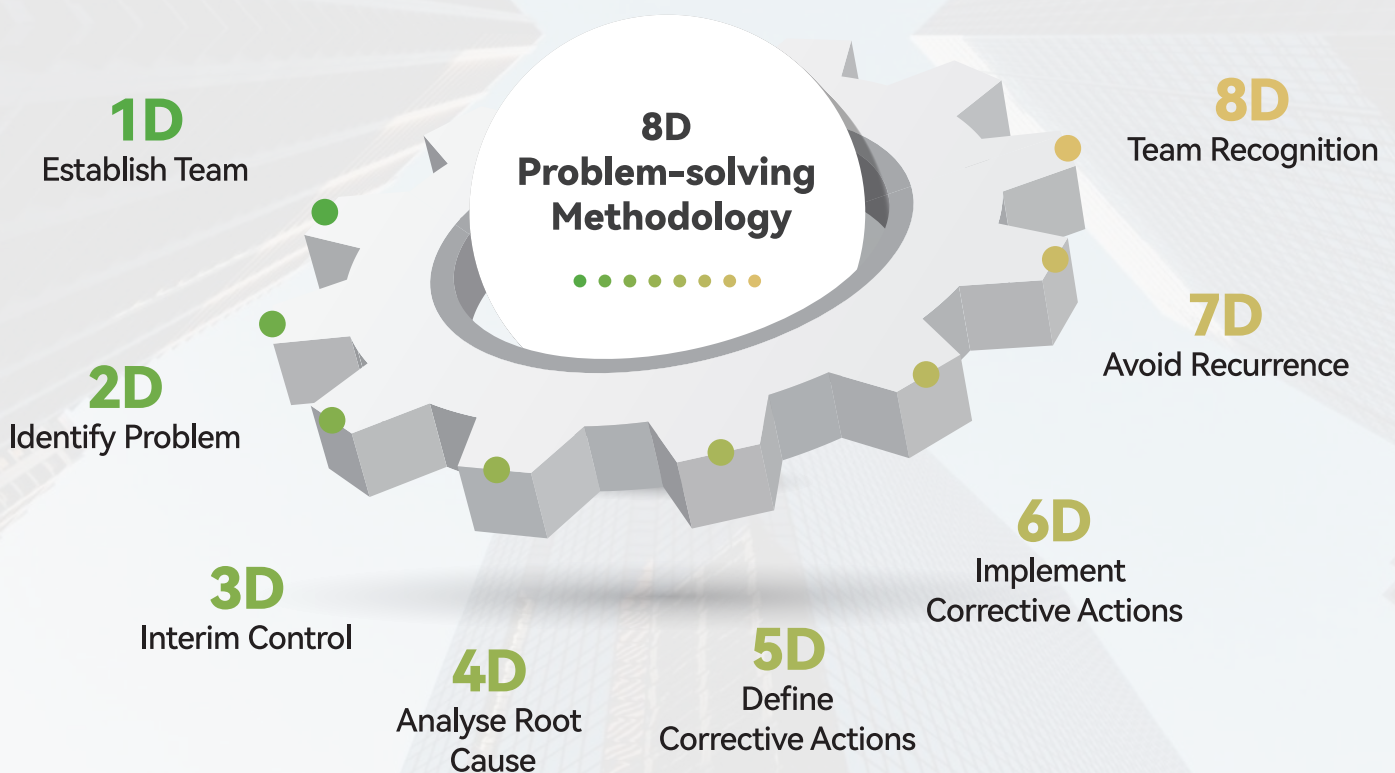 8D
Problem-solving
Methodology
1D
Establish Team
2D
Identify Problem
3D
Interim Control
4D
Analyse Root
Cause
5D
Define
Corrective Actions
6D
Implement
Corrective Actions
7D
Avoid Recurrence
8D
Team Recognition